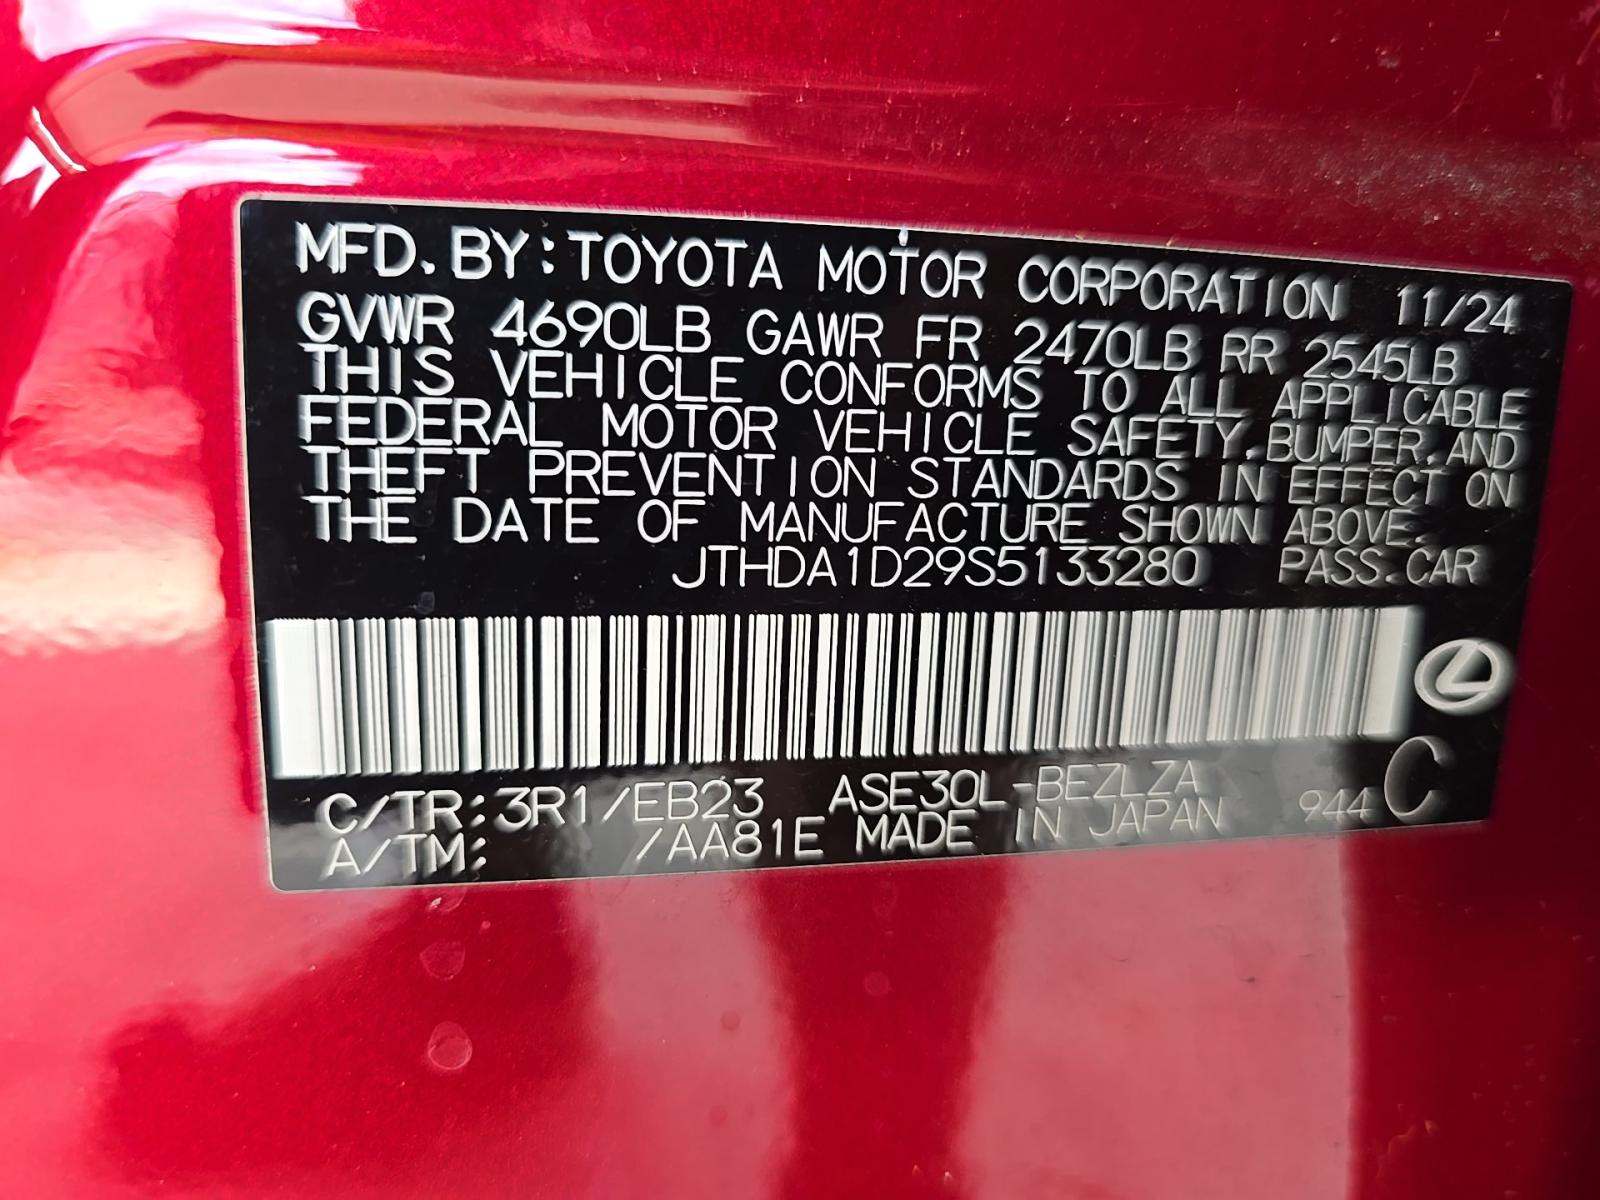 MFD. BY: TOYOTA MOTOR CORPORATION 11/24
GVWR 4690LB GAWR FR 2470LB RR 2545LB
THIS VEHICLE CONFORMS TO ALL APPLICABLE
FEDERAL MOTOR VEHICLE SAFETY, BUMPER, AND
THEFT PREVENTION STANDARDS IN EFFECT ON
THE DATE OF MANUFACTURE SHOWN ABOVE.
JTHDA1D29S5133280 PASS.CAR
C/TR: 3R1/EB23 ASE30L-BEZLZA 944 C
A/TM: /AA81E MADE IN JAPAN